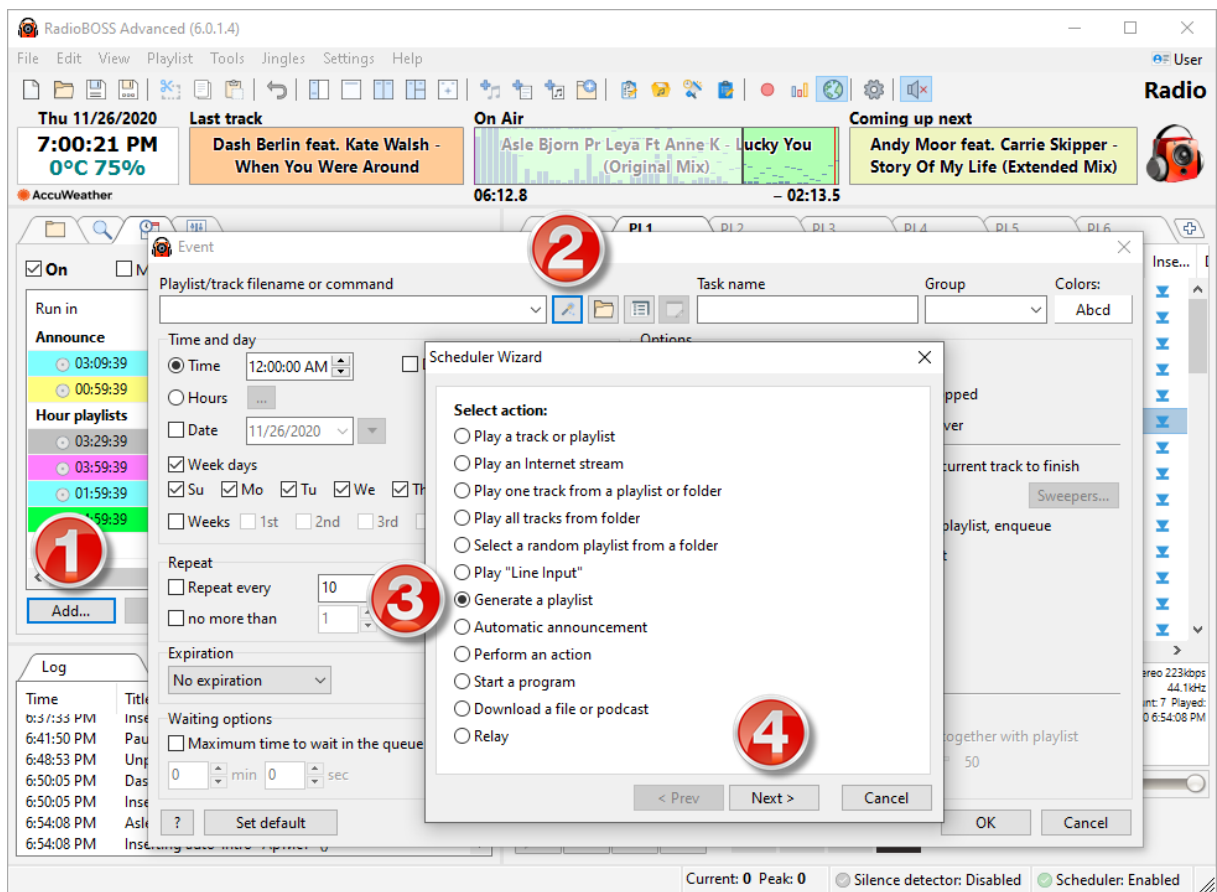 RadioBOSS Advanced (6.0.1.4)
File Edit View Playlist Tools Jingles Settings Help
User
Radio
Thu 11/26/2020
7:00:21 PM
0°C 75%
AccuWeather
Last track
Dash Berlin feat. Kate Walsh -
When You Were Around
On Air
Asle Bjorn Pr Leya Ft Anne K - Lucky You
(Original Mix)
06:12.8
– 02:13.5
Coming up next
Andy Moor feat. Carrie Skipper -
Story Of My Life (Extended Mix)
PL1 PL2 PL3 PL4 PL5 PL6
On
M
Run in
Announce
03:09:39
00:59:39
Hour playlists
03:29:39
03:59:39
01:59:39
:59:39
1
Add...
Inse...
Event
2
Playlist/track filename or command
Task name
Group
Colors:
Abcd
Time and day
Time 12:00:00 AM
Hours ...
Date 11/26/2020
Week days
Su Mo Tu We Th
Weeks 1st 2nd 3rd
Repeat
Repeat every 10
no more than 1
3
Expiration
No expiration
Waiting options
Maximum time to wait in the queue
0 min 0 sec
? Set default
Options
pped
ver
current track to finish
Sweepers...
playlist, enqueue
t
together with playlist
50
OK Cancel
Scheduler Wizard
Select action:
Play a track or playlist
Play an Internet stream
Play one track from a playlist or folder
Play all tracks from folder
Select a random playlist from a folder
Play "Line Input"
Generate a playlist
Automatic announcement
Perform an action
Start a program
Download a file or podcast
Relay
4
< Prev Next > Cancel
Log
Time Title
6:37:33 PM Inse
6:41:50 PM Pau
6:48:53 PM Unp
6:50:05 PM Das
6:50:05 PM Inse
6:54:08 PM Asle
6:54:08 PM Inserting auto-intro
ereo 223kbps
44.1kHz
unt: 7 Played:
0 6:54:08 PM
Current: 0 Peak: 0
Silence detector: Disabled
Scheduler: Enabled